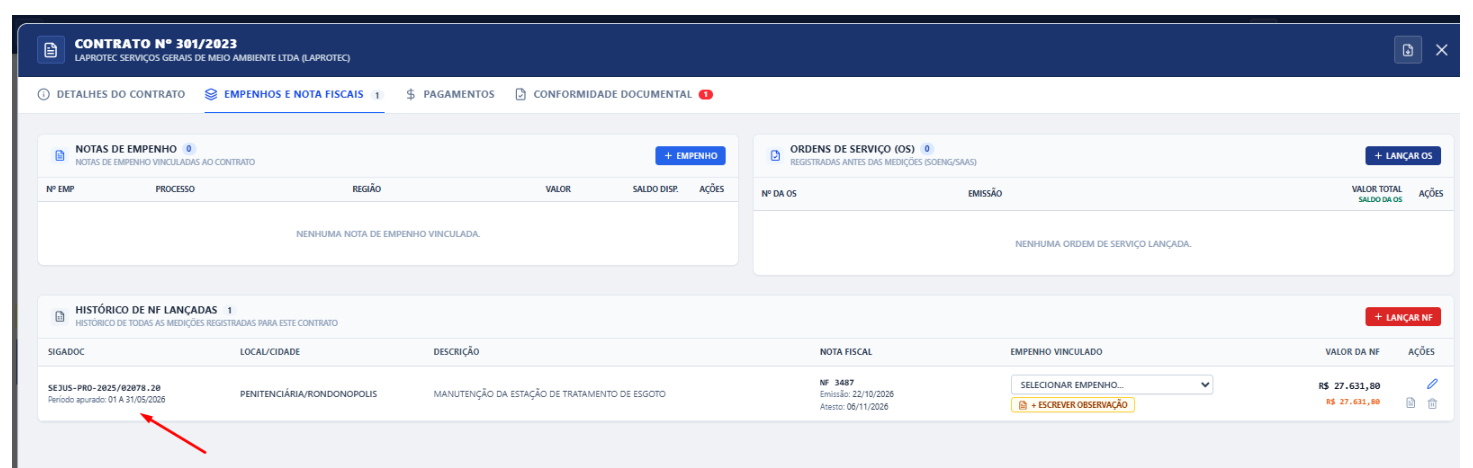 CONTRATO Nº 301/2023
LAPROTEC SERVIÇOS GERAIS DE MEIO AMBIENTE LTDA (LAPROTEC)
DETALHES DO CONTRATO EMPENHOS E NOTA FISCAIS 1 $ PAGAMENTOS CONFORMIDADE DOCUMENTAL 1
NOTAS DE EMPENHO 0
NOTAS DE EMPENHO VINCULADAS AO CONTRATO
+ EMPENHO
Nº EMP PROCESSO REGIÃO VALOR SALDO DISP. AÇÕES
NENHUMA NOTA DE EMPENHO VINCULADA.
ORDENS DE SERVIÇO (OS) 0
REGISTRADAS ANTES DAS MEDIÇÕES (SOENG/SAAS)
+ LANÇAR OS
Nº DA OS EMISSÃO VALOR TOTAL AÇÕES
SALDO DA OS
NENHUMA ORDEM DE SERVIÇO LANÇADA.
HISTÓRICO DE NF LANÇADAS 1
HISTÓRICO DE TODAS AS MEDIÇÕES REGISTRADAS PARA ESTE CONTRATO
+ LANÇAR NF
SIGADOC LOCAL/CIDADE DESCRIÇÃO NOTA FISCAL EMPENHO VINCULADO VALOR DA NF AÇÕES
SEJUS-PRO-2025/02078.20
Período apurado: 01 A 31/05/2026
PENITENCIÁRIA/RONDONOPOLIS
MANUTENÇÃO DA ESTAÇÃO DE TRATAMENTO DE ESGOTO
NF 3487
Emissão: 22/10/2026
Atesto: 06/11/2026
SELECIONAR EMPENHO...
+ ESCREVER OBSERVAÇÃO
R$ 27.631,80
R$ 27.631,80